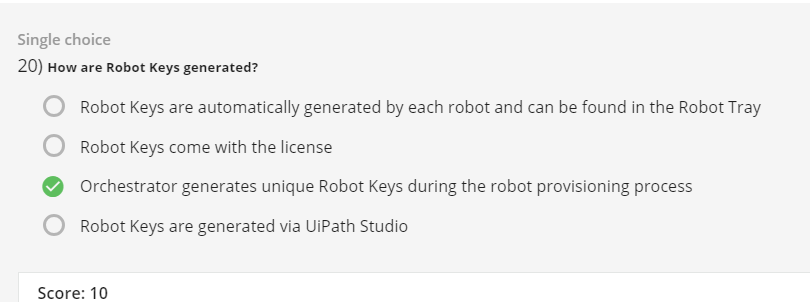 Single choice
20) How are Robot Keys generated?
Robot Keys are automatically generated by each robot and can be found in the Robot Tray
Robot Keys come with the license
Orchestrator generates unique Robot Keys during the robot provisioning process
Robot Keys are generated via UiPath Studio
Score: 10